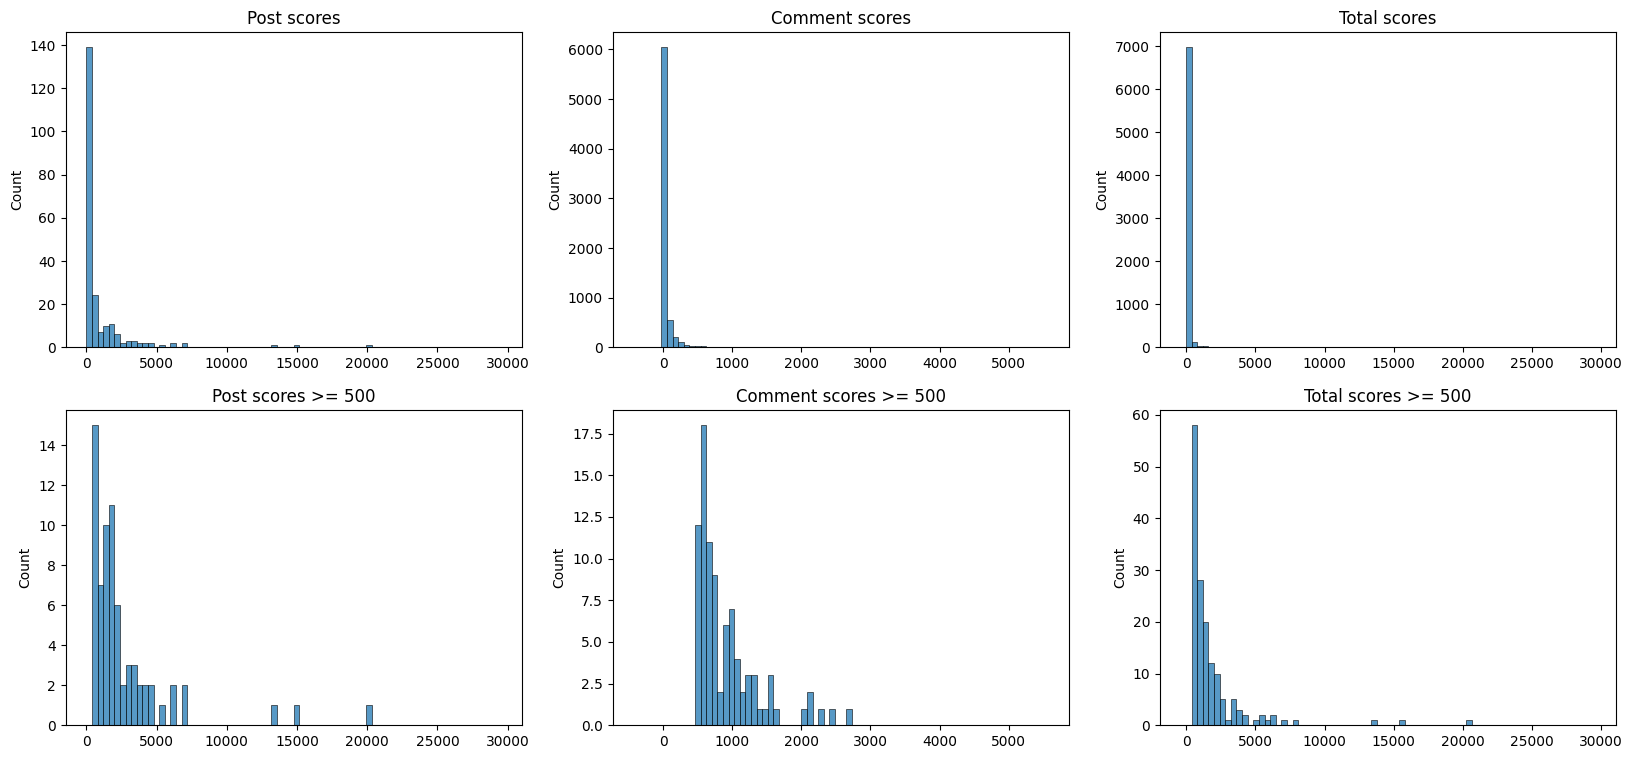 Post scores
Count
140
120
100
80
60
40
20
0
0 5000 10000 15000 20000 25000 30000
Comment scores
Count
6000
5000
4000
3000
2000
1000
0
0 1000 2000 3000 4000 5000
Total scores
Count
7000
6000
5000
4000
3000
2000
1000
0
0 5000 10000 15000 20000 25000 30000
Post scores >= 500
Count
14
12
10
8
6
4
2
0
0 5000 10000 15000 20000 25000 30000
Comment scores >= 500
Count
17.5
15.0
12.5
10.0
7.5
5.0
2.5
0.0
0 1000 2000 3000 4000 5000
Total scores >= 500
Count
60
50
40
30
20
10
0
0 5000 10000 15000 20000 25000 30000